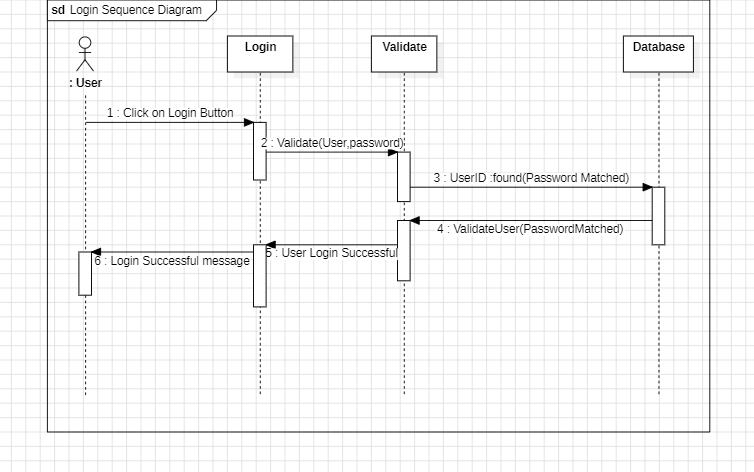 sd Login Sequence Diagram
: User
Login
Validate
Database
1 : Click on Login Button
2 : Validate(User,password)
3 : UserID :found(Password Matched)
4 : ValidateUser(PasswordMatched)
5 : User Login Successful
6 : Login Successful message